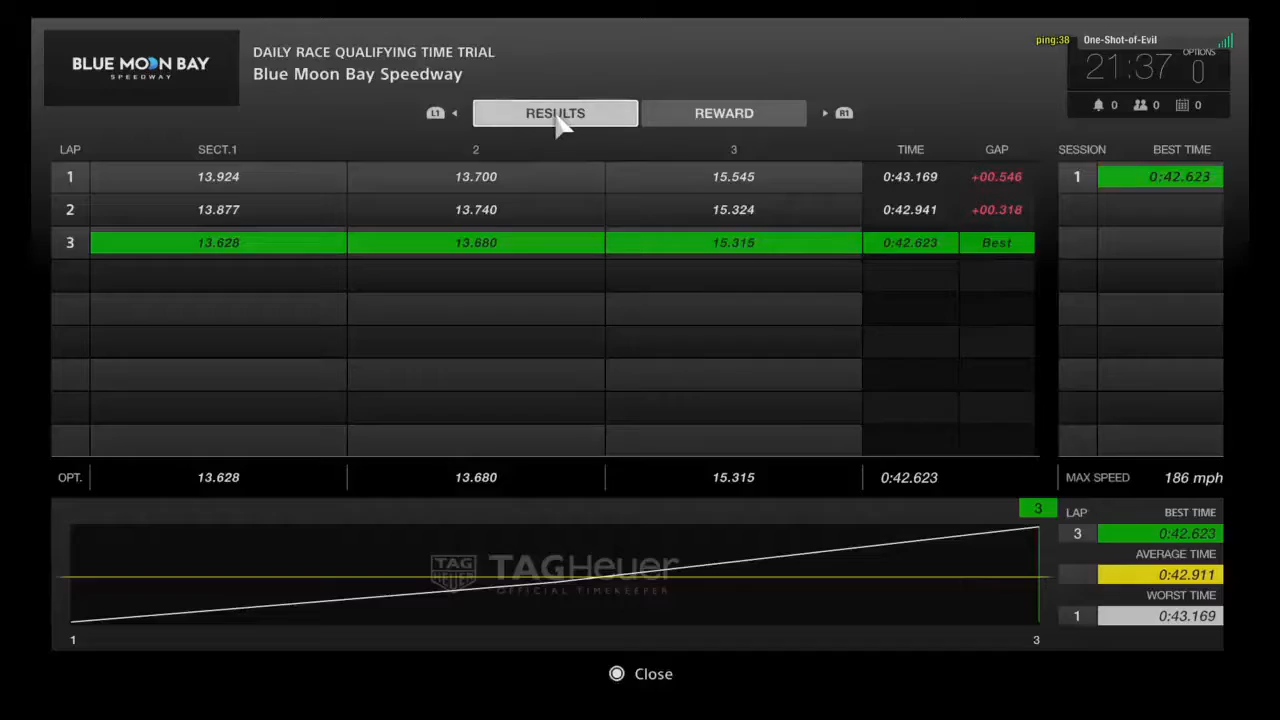 BLUE MOON BAY
SPEEDWAY
DAILY RACE QUALIFYING TIME TRIAL
Blue Moon Bay Speedway
ping:38 One-Shot-of-Evil
OPTIONS
21:37
0 0 0
L1 RESULTS REWARD R1
LAP SECT.1 2 3 TIME GAP SESSION BEST TIME
1 13.924 13.700 15.545 0:43.169 +00.546 1 0:42.623
2 13.877 13.740 15.324 0:42.941 +00.318
3 13.628 13.680 15.315 0:42.623 Best
OPT. 13.628 13.680 15.315 0:42.623 MAX SPEED 186 mph
3 LAP BEST TIME
3 0:42.623
AVERAGE TIME
TAG HEUER TAGHeuer 0:42.911
OFFICIAL TIMEKEEPER WORST TIME
1 0:43.169
1 3
Close